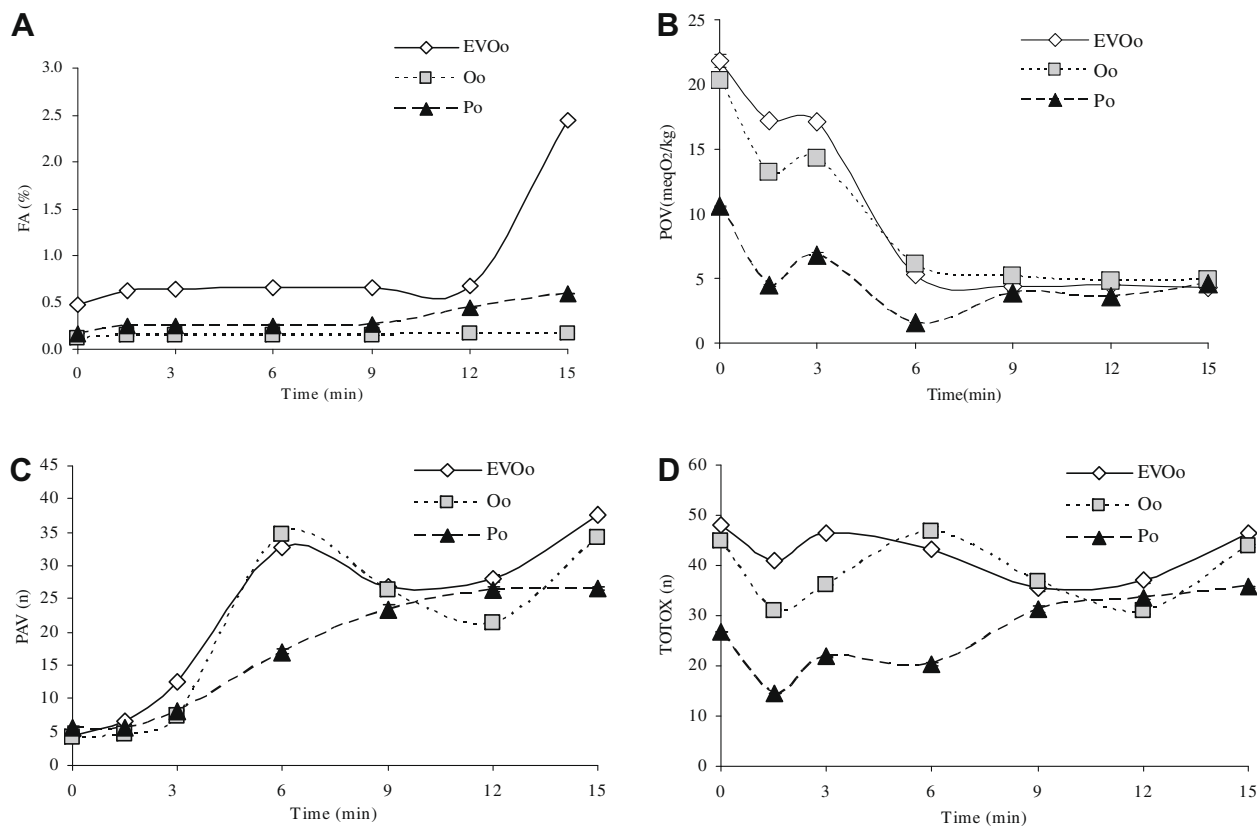 A
EVOo
Oo
Po
FA (%)
3.0
2.5
2.0
1.5
1.0
0.5
0.0
0 3 6 9 12 15
Time (min)
B
EVOo
Oo
Po
POV(meqO2/kg)
25
20
15
10
5
0
0 3 6 9 12 15
Time(min)
C
EVOo
Oo
Po
PAV (n)
45
40
35
30
25
20
15
10
5
0
0 3 6 9 12 15
Time (min)
D
EVOo
Oo
Po
TOTOX (n)
60
50
40
30
20
10
0
0 3 6 9 12 15
Time (min)